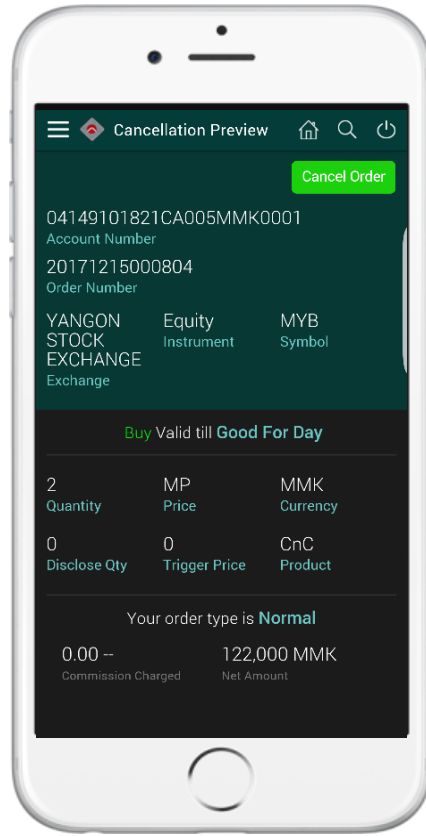 Cancellation Preview
Cancel Order
04149101821CA005MMK0001
Account Number
20171215000804
Order Number
YANGON STOCK EXCHANGE
Exchange
Equity
Instrument
MYB
Symbol
Buy Valid till Good For Day
2
Quantity
MP
Price
MMK
Currency
0
Disclose Qty
0
Trigger Price
CnC
Product
Your order type is Normal
0.00 --
Commission Charged
122,000 MMK
Net Amount